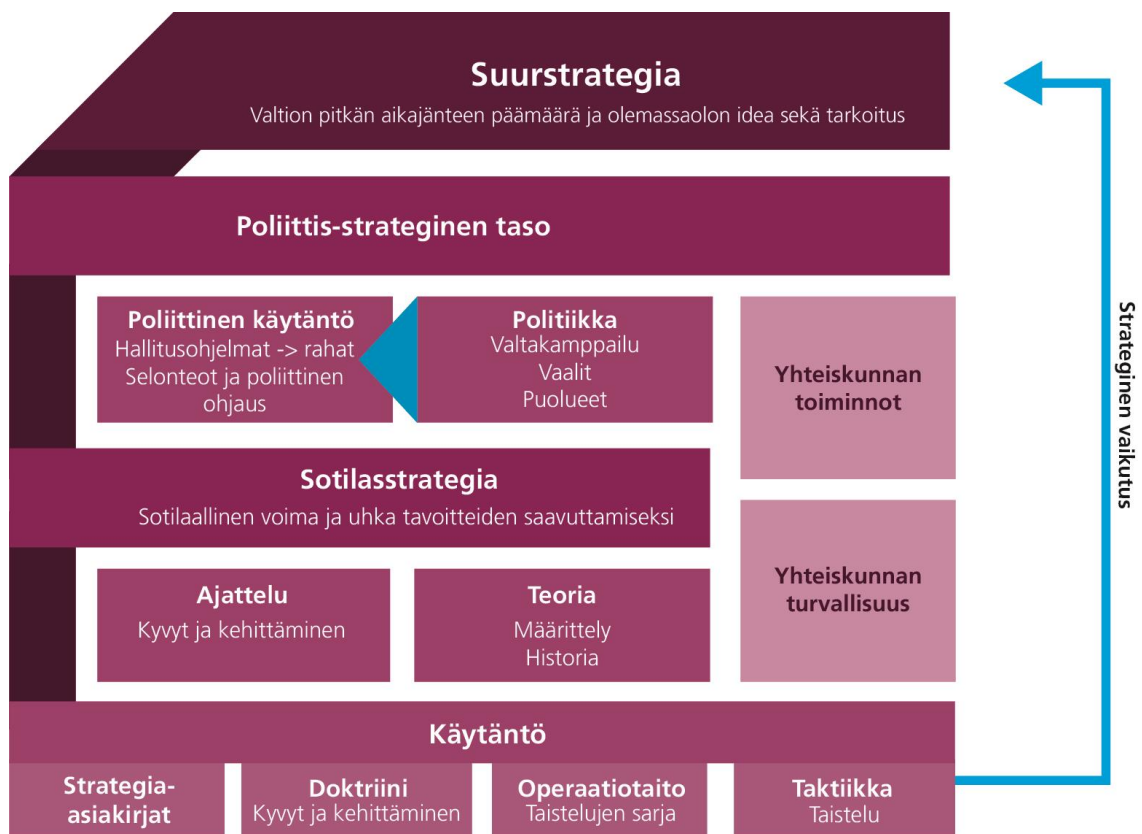 Suurstrategia
Valtion pitkän aikajänteen päämäärä ja olemassaolon idea sekä tarkoitus
Poliittis-strateginen taso
Poliittinen käytäntö
Hallitusohjelmat -> rahat
Selonteot ja poliittinen
ohjaus
Politiikka
Valtakamppailu
Vaalit
Puolueet
Yhteiskunnan
toiminnot
Sotilasstrategia
Sotilaallinen voima ja uhka tavoitteiden saavuttamiseksi
Ajattelu
Kyvyt ja kehittäminen
Teoria
Määrittely
Historia
Yhteiskunnan
turvallisuus
Käytäntö
Strategia-
asiakirjat
Doktriini
Kyvyt ja kehittäminen
Operaatiotaito
Taistelujen sarja
Taktiikka
Taistelu
Strateginen vaikutus